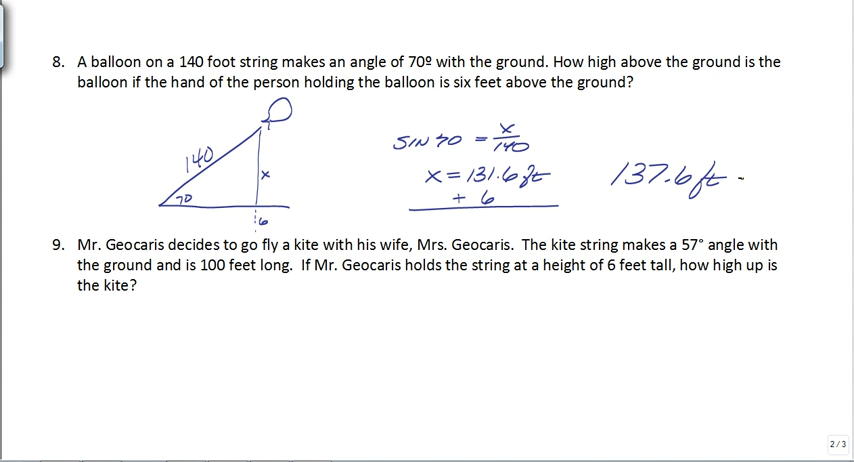 8. A balloon on a 140 foot string makes an angle of 70º with the ground. How high above the ground is the
balloon if the hand of the person holding the balloon is six feet above the ground?
140
x
70
6
SIN 70 = x/140
x = 131.6 ft
+ 6
137.6 ft
9. Mr. Geocaris decides to go fly a kite with his wife, Mrs. Geocaris. The kite string makes a 57° angle with
the ground and is 100 feet long. If Mr. Geocaris holds the string at a height of 6 feet tall, how high up is
the kite?
2 / 3